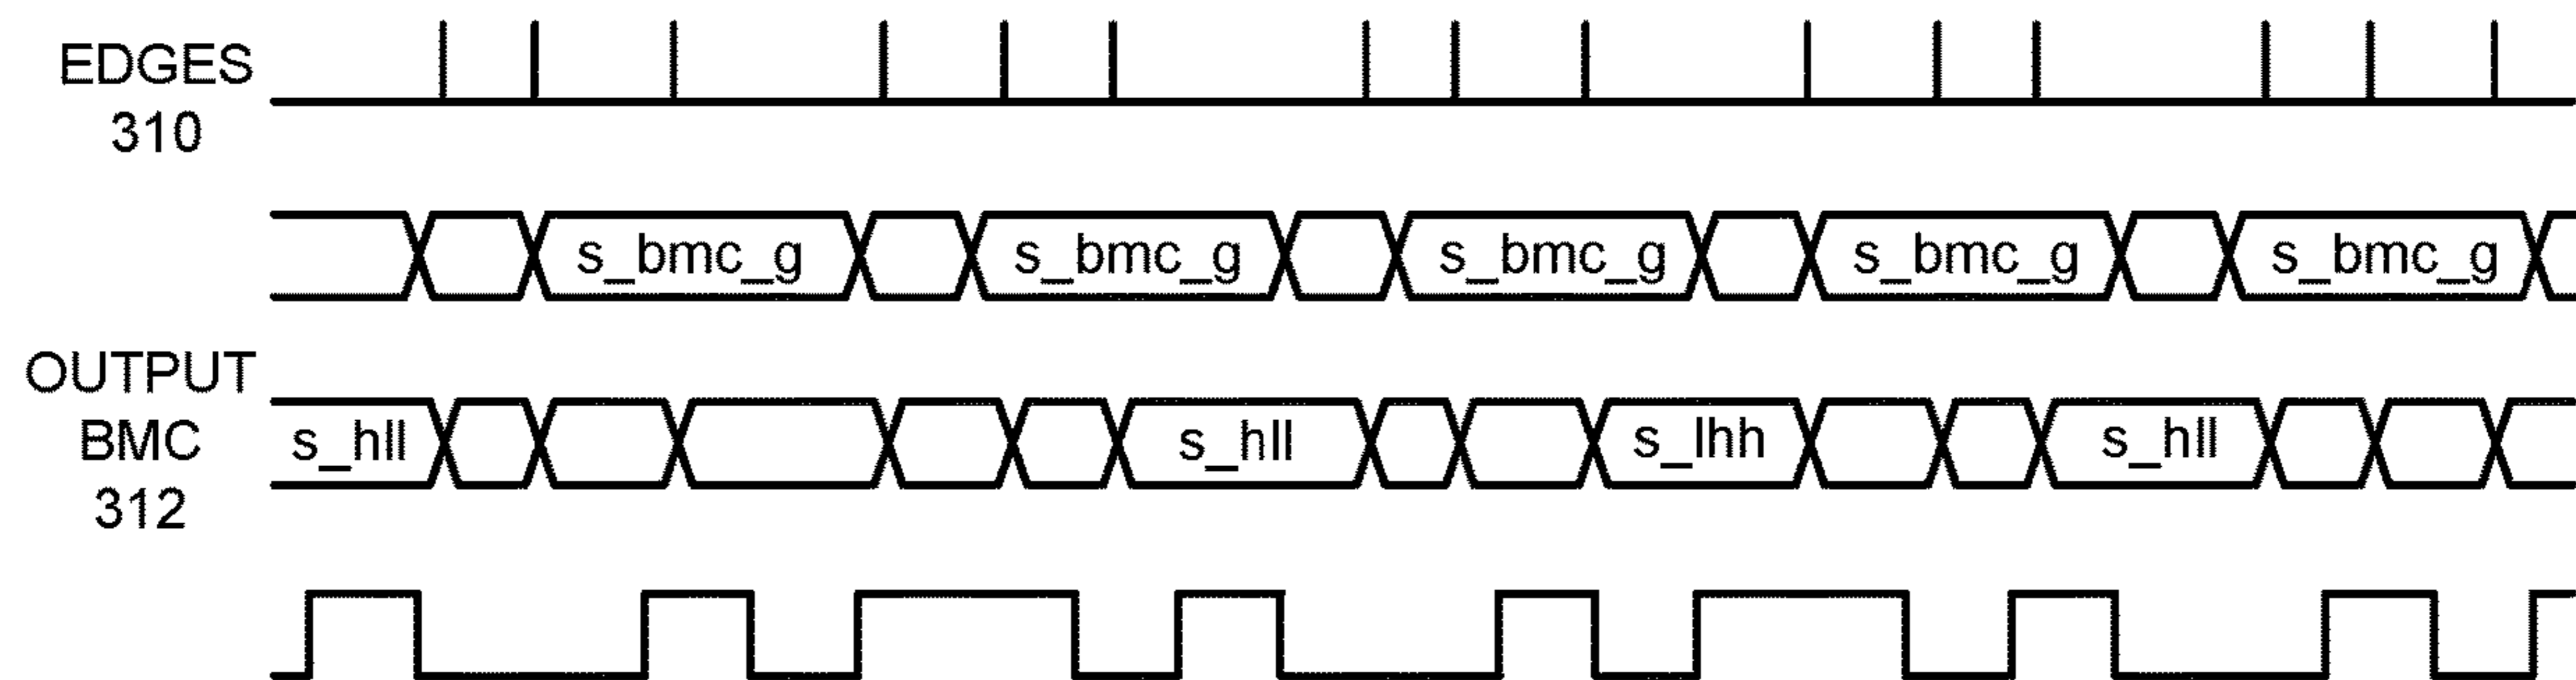 EDGES
310
s_bmc_g s_bmc_g s_bmc_g s_bmc_g s_bmc_g
OUTPUT
BMC
312
s_hll s_hll s_lhh s_hll